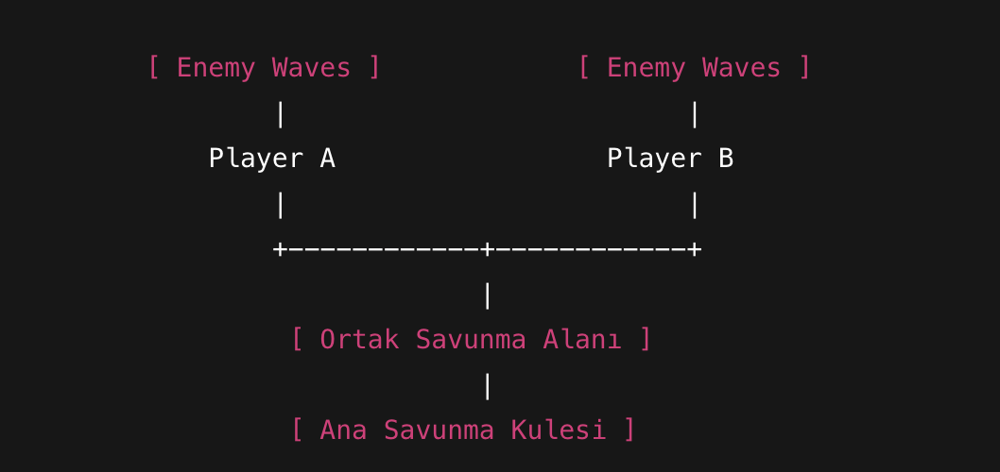 [ Enemy Waves ]                [ Enemy Waves ]
|                         |
Player A                 Player B
|                         |
+------------+------------+
|
[ Ortak Savunma Alanı ]
|
[ Ana Savunma Kulesi ]